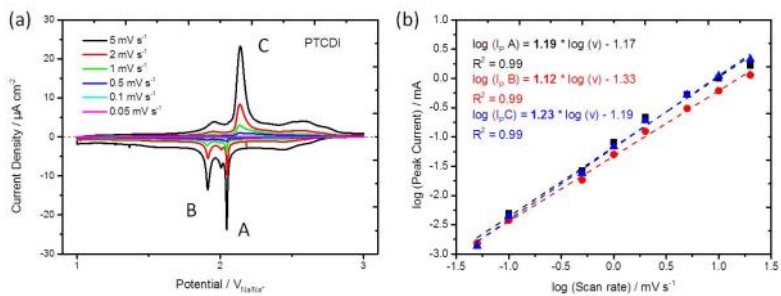 (a)
30
20
10
0
-10
-20
-30
Current Density / µA cm⁻²
5 mV s⁻¹
2 mV s⁻¹
1 mV s⁻¹
0.5 mV s⁻¹
0.1 mV s⁻¹
0.05 mV s⁻¹
C
PTCDI
B
A
1
2
3
Potential / V Na/Na⁺
(b)
1.0
0.5
0.0
-0.5
-1.0
-1.5
-2.0
-2.5
-3.0
log (Peak Current) / mA
log (Iₚ A) = 1.19 * log (v) - 1.17
R² = 0.99
log (Iₚ B) = 1.12 * log (v) - 1.33
R² = 0.99
log (IₚC) = 1.23 * log (v) - 1.19
R² = 0.99
-1.5 -1.0 -0.5 0.0 0.5 1.0 1.5
log (Scan rate) / mV s⁻¹